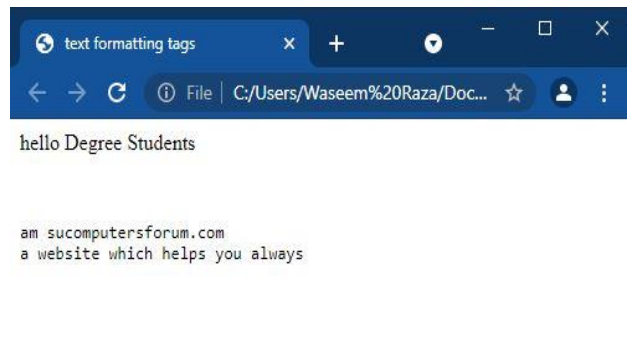 text formatting tags
File C:/Users/Waseem%20Raza/Doc...
hello Degree Students
am sucomputersforum.com
a website which helps you always